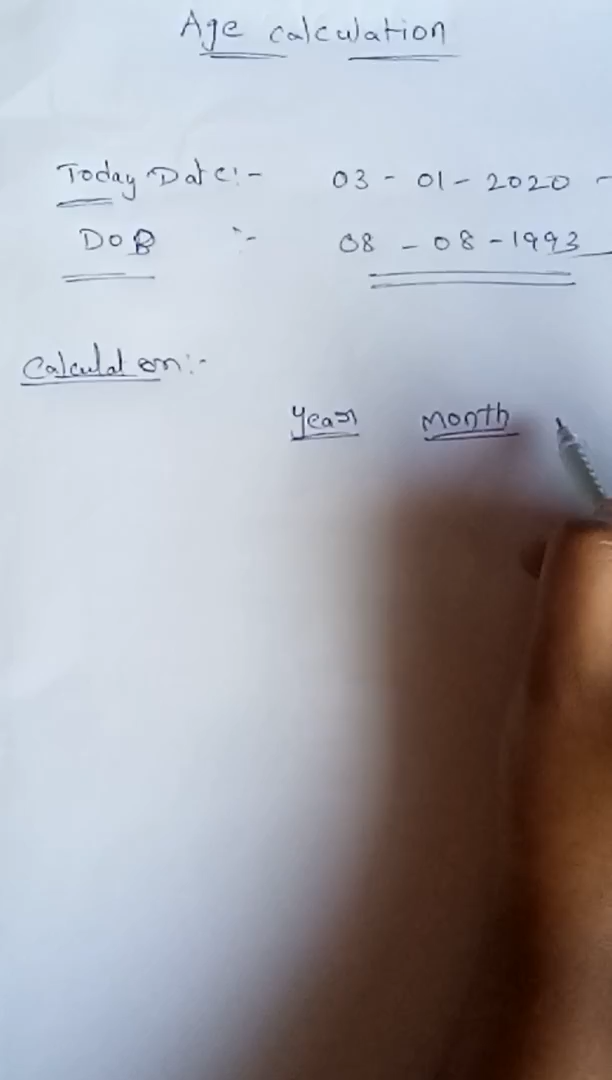 Age calculation
Today Date:- 03 - 01 - 2020 -
DOB :- 08 - 08 - 1993
Calculation:-
Year Month